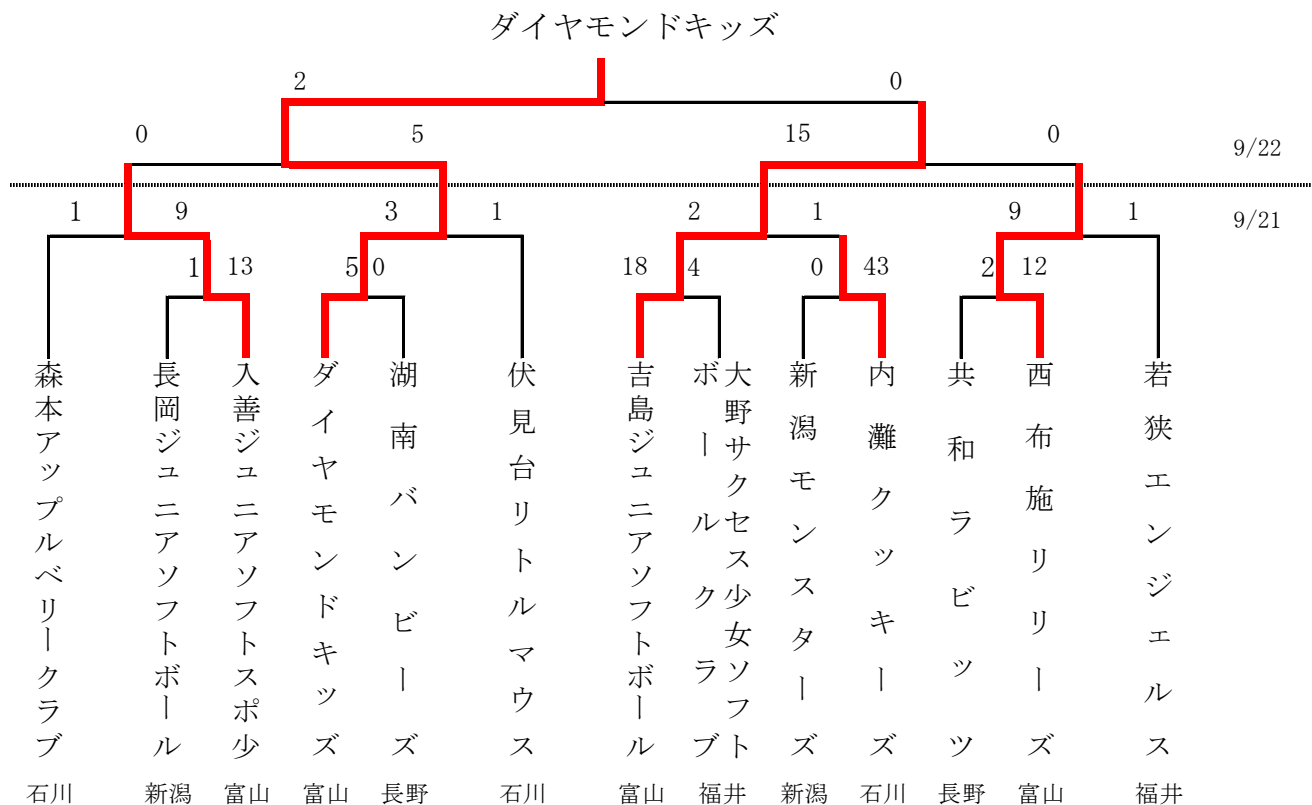 ダイヤモンドキッズ
2 0
0 5 15 0 9/22
1 9 3 1 2 1 9 1 9/21
1 13 5 0 18 4 0 43 2 12
森本アップルベリークラブ
長岡ジュニアソフトボール
入善ジュニアソフトスポ少
ダイヤモンドキッズ
湖南バンビーズ
伏見台リトルマウス
吉島ジュニアソフトボール
大野サクセス少女ソフト
ボールクラブ
新潟モンスターズ
内灘クッキーズ
共和ラビッツ
西布施リリーズ
若狭エンジェルス
石川 新潟 富山 富山 長野 石川 富山 福井 新潟 石川 長野 富山 福井